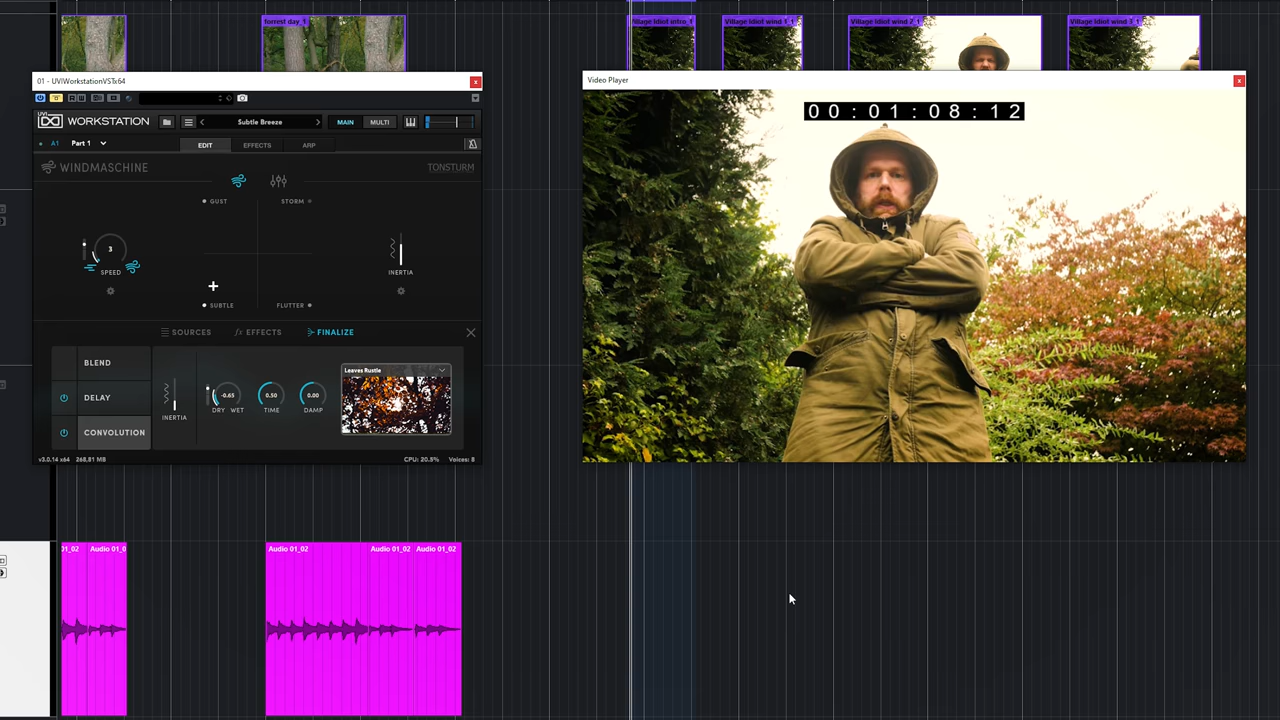 forrest day_1
Village Idiot intro_1
Village Idiot wind 1_1
Village Idiot wind 2_1
Village Idiot wind 3_1
01 - UVIWorkstationVSTx64
x
Video Player
x
00:01:08:12
UVI WORKSTATION
Subtle Breeze
MAIN
MULTI
A1 Part 1
EDIT
EFFECTS
ARP
WINDMASCHINE
TONSTURM
GUST
STORM
3
SPEED
INERTIA
SUBTLE
FLUTTER
SOURCES
fx EFFECTS
FINALIZE
BLEND
DELAY
CONVOLUTION
INERTIA
-0.65
DRY WET
0.50
TIME
0.00
DAMP
Leaves Rustle
v3.0.14 x64
268,81 MB
CPU: 20.5%
Voices: 8
01_02
Audio 01_0
Audio 01_02
Audio 01_02
Audio 01_02